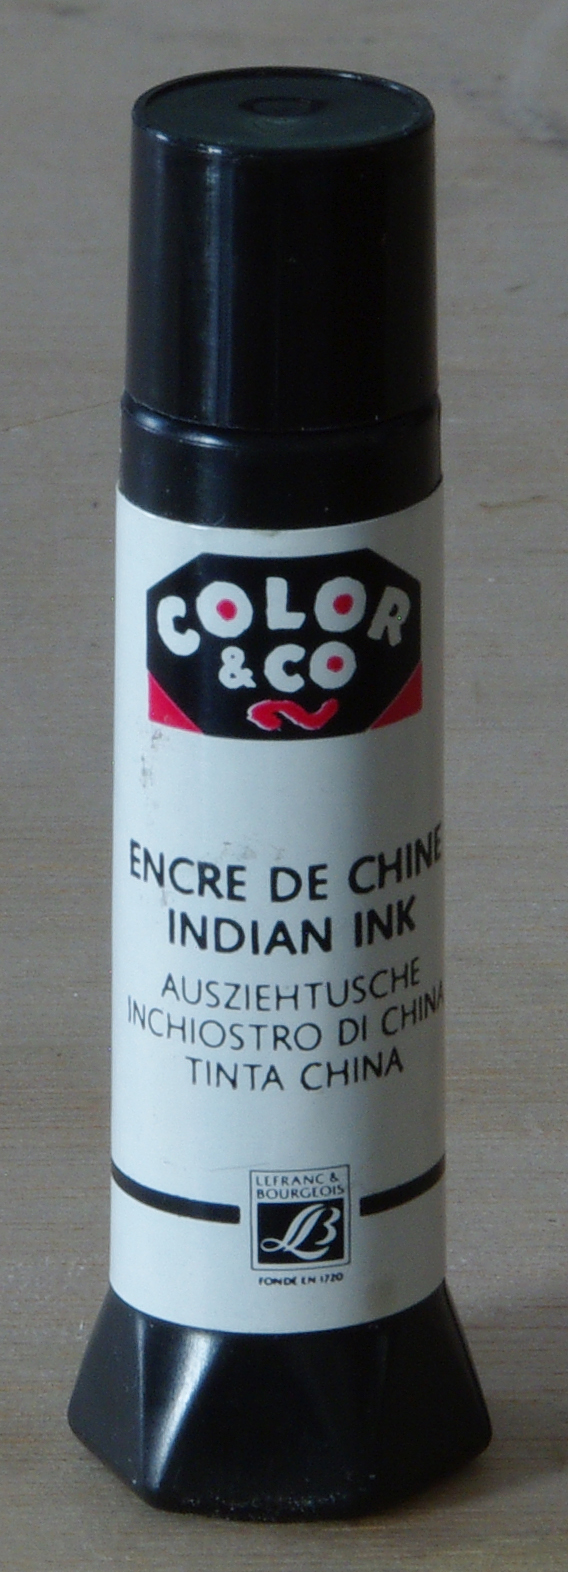 COLOR
& CO
ENCRE DE CHINE
INDIAN INK
AUSZIEHTUSCHE
INCHIOSTRO DI CHINA
TINTA CHINA
LEFRANC &
BOURGEOIS
LB
FONDE EN 1720